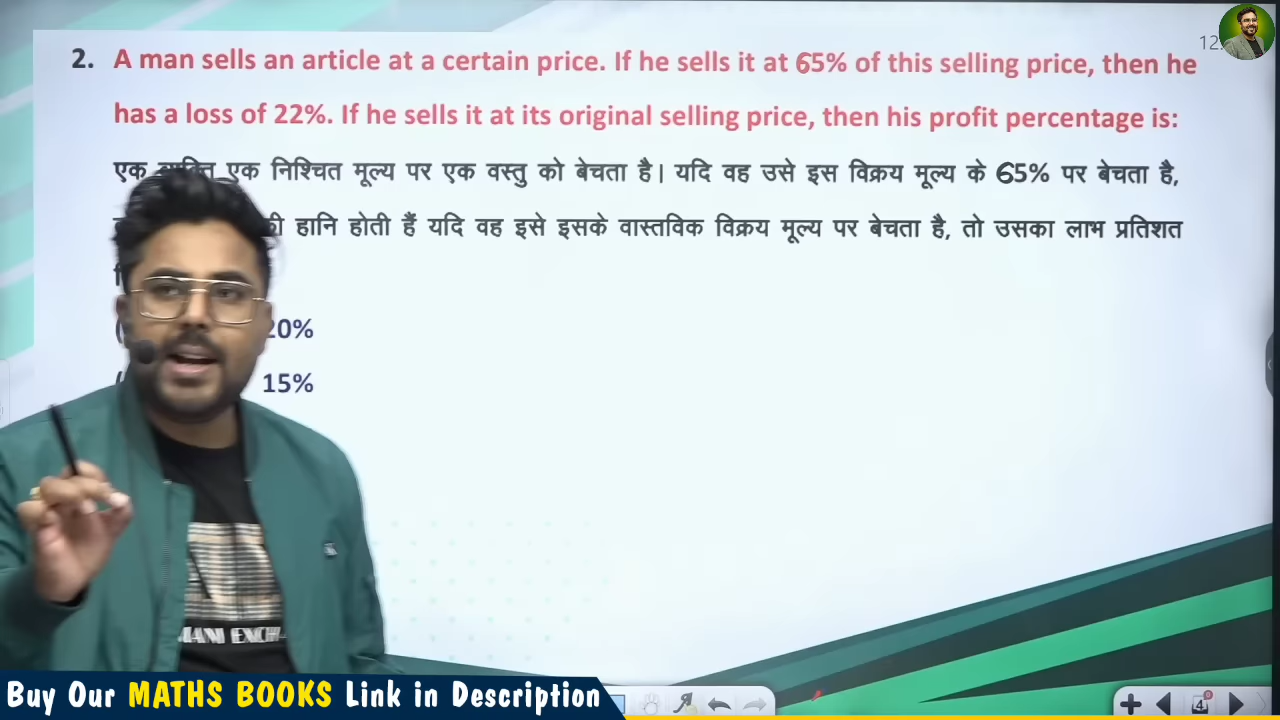 12
2. A man sells an article at a certain price. If he sells it at 65% of this selling price, then he
has a loss of 22%. If he sells it at its original selling price, then his profit percentage is:
एक व्यक्ति एक निश्चित मूल्य पर एक वस्तु को बेचता है। यदि वह उसे इस विक्रय मूल्य के 65% पर बेचता है,
हानि होती हैं यदि वह इसे इसके वास्तविक विक्रय मूल्य पर बेचता है, तो उसका लाभ प्रतिशत
20%
15%
Buy Our MATHS BOOKS Link in Description
4